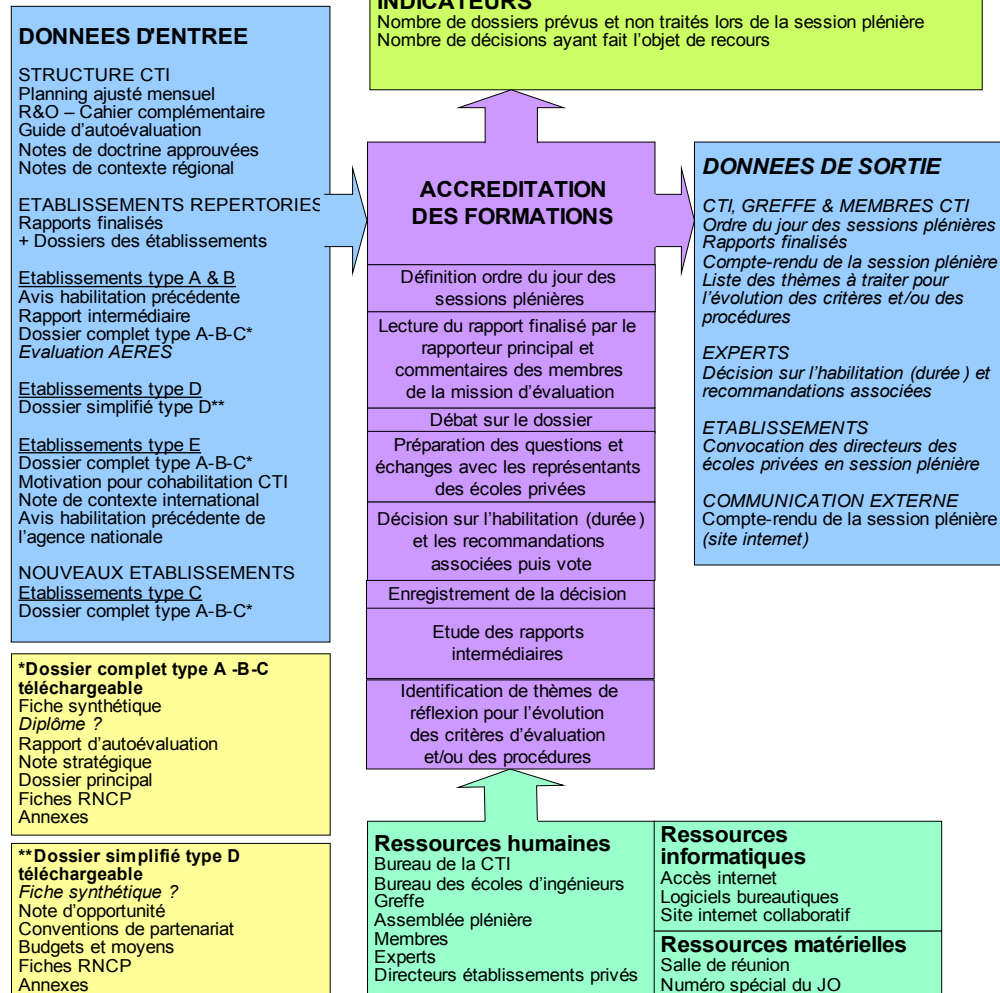 INDICATEURS
Nombre de dossiers prévus et non traités lors de la session plénière
Nombre de décisions ayant fait l'objet de recours
DONNEES D'ENTREE
STRUCTURE CTI
Planning ajusté mensuel
R&O – Cahier complémentaire
Guide d'autoévaluation
Notes de doctrine approuvées
Notes de contexte régional
ETABLISSEMENTS REPERTORIES
Rapports finalisés
+ Dossiers des établissements
Etablissements type A & B
Avis habilitation précédente
Rapport intermédiaire
Dossier complet type A-B-C*
Evaluation AERES
Etablissements type D
Dossier simplifié type D**
Etablissements type E
Dossier complet type A-B-C*
Motivation pour cohabilitation CTI
Note de contexte international
Avis habilitation précédente de
l'agence nationale
NOUVEAUX ETABLISSEMENTS
Etablissements type C
Dossier complet type A-B-C*
*Dossier complet type A -B-C
téléchargeable
Fiche synthétique
Diplôme ?
Rapport d'autoévaluation
Note stratégique
Dossier principal
Fiches RNCP
Annexes
**Dossier simplifié type D
téléchargeable
Fiche synthétique ?
Note d'opportunité
Conventions de partenariat
Budgets et moyens
Fiches RNCP
Annexes
ACCREDITATION
DES FORMATIONS
Définition ordre du jour des
sessions plénières
Lecture du rapport finalisé par le
rapporteur principal et
commentaires des membres
de la mission d'évaluation
Débat sur le dossier
Préparation des questions et
échanges avec les représentants
des écoles privées
Décision sur l'habilitation (durée )
et les recommandations
associées puis vote
Enregistrement de la décision
Etude des rapports
intermédiaires
Identification de thèmes de
réflexion pour l'évolution
des critères d'évaluation
et/ou des procédures
DONNEES DE SORTIE
CTI, GREFFE & MEMBRES CTI
Ordre du jour des sessions plénières
Rapports finalisés
Compte-rendu de la session plénière
Liste des thèmes à traiter pour
l'évolution des critères et/ou des
procédures
EXPERTS
Décision sur l'habilitation (durée ) et
recommandations associées
ETABLISSEMENTS
Convocation des directeurs des
écoles privées en session plénière
COMMUNICATION EXTERNE
Compte-rendu de la session plénière
(site internet)
Ressources humaines
Bureau de la CTI
Bureau des écoles d'ingénieurs
Greffe
Assemblée plénière
Membres
Experts
Directeurs établissements privés
Ressources
informatiques
Accès internet
Logiciels bureautiques
Site internet collaboratif
Ressources matérielles
Salle de réunion
Numéro spécial du JO